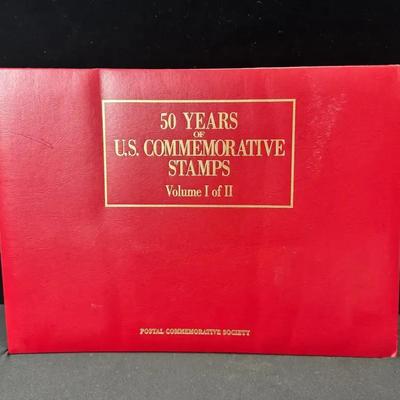 50 YEARS
OF
U.S. COMMEMORATIVE
STAMPS
Volume I of II
POSTAL COMMEMORATIVE SOCIETY